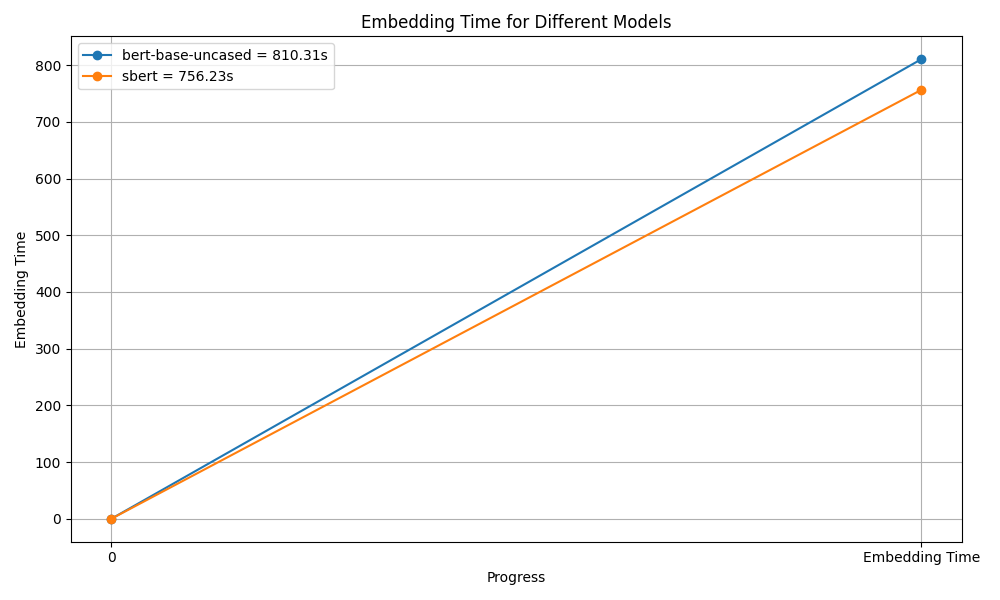 Embedding Time for Different Models
bert-base-uncased = 810.31s
sbert = 756.23s
800
700
600
500
400
300
200
100
0
Embedding Time
0
Embedding Time
Progress